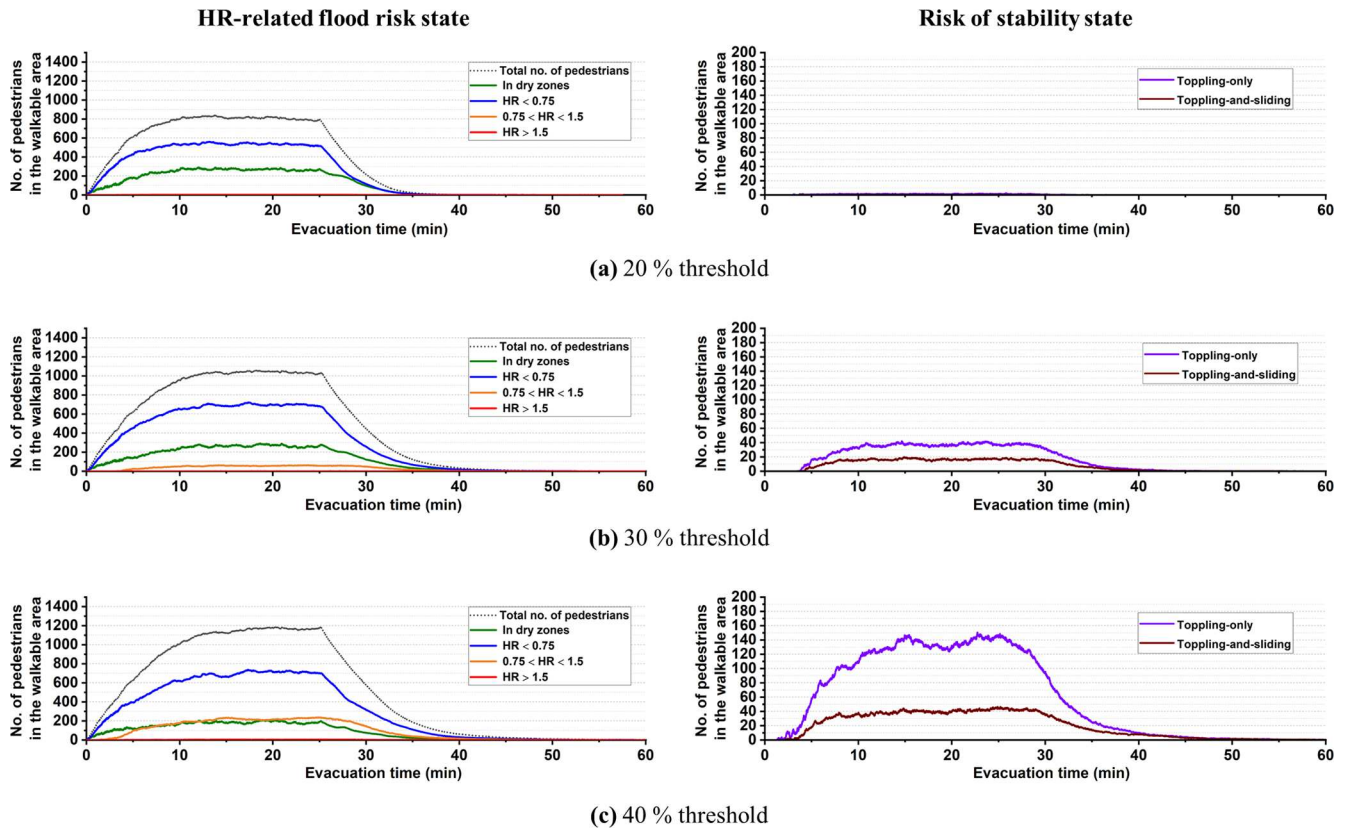 HR-related flood risk state
Risk of stability state
No. of pedestrians
in the walkable area
1400
1200
1000
800
600
400
200
0
0 10 20 30 40 50 60
Evacuation time (min)
Total no. of pedestrians
In dry zones
HR < 0.75
0.75 < HR < 1.5
HR > 1.5
No. of pedestrians
in the walkable area
200
180
160
140
120
100
80
60
40
20
0
0 10 20 30 40 50 60
Evacuation time (min)
Toppling-only
Toppling-and-sliding
(a) 20 % threshold
No. of pedestrians
in the walkable area
1400
1200
1000
800
600
400
200
0
0 10 20 30 40 50 60
Evacuation time (min)
Total no. of pedestrians
In dry zones
HR < 0.75
0.75 < HR < 1.5
HR > 1.5
No. of pedestrians
in the walkable area
200
180
160
140
120
100
80
60
40
20
0
0 10 20 30 40 50 60
Evacuation time (min)
Toppling-only
Toppling-and-sliding
(b) 30 % threshold
No. of pedestrians
in the walkable area
1400
1200
1000
800
600
400
200
0
0 10 20 30 40 50 60
Evacuation time (min)
Total no. of pedestrians
In dry zones
HR < 0.75
0.75 < HR < 1.5
HR > 1.5
No. of pedestrians
in the walkable area
200
180
160
140
120
100
80
60
40
20
0
0 10 20 30 40 50 60
Evacuation time (min)
Toppling-only
Toppling-and-sliding
(c) 40 % threshold